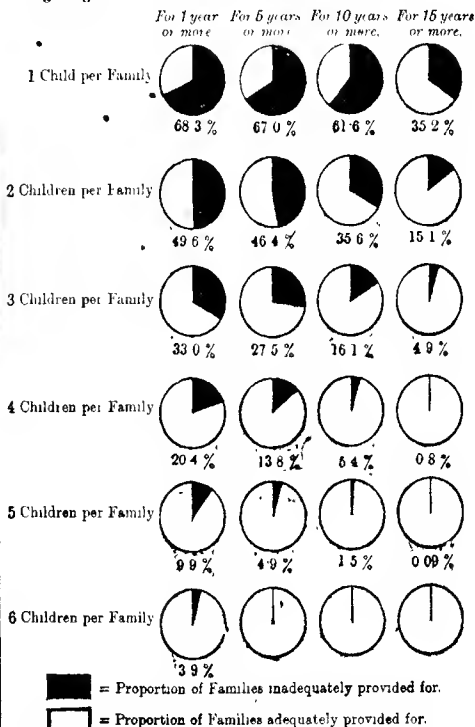 For 1 year For 5 years For 10 years For 15 years
or more or more or more. or more.
1 Child per Family
68 3 % 67 0 % 61·6 % 35 2 %
2 Children per Family
49 6 % 46 4 % 35 6 % 15 1 %
3 Children per Family
33 0 % 27 5 % 16 1 % 4 9 %
4 Children per Family
20 4 % 13 8 % 5 4 % 0 8 %
5 Children per Family
9 9 % 4·9 % 1 5 % 0 09 %
6 Children per Family
3 9 %
= Proportion of Families inadequately provided for.
= Proportion of Families adequately provided for.